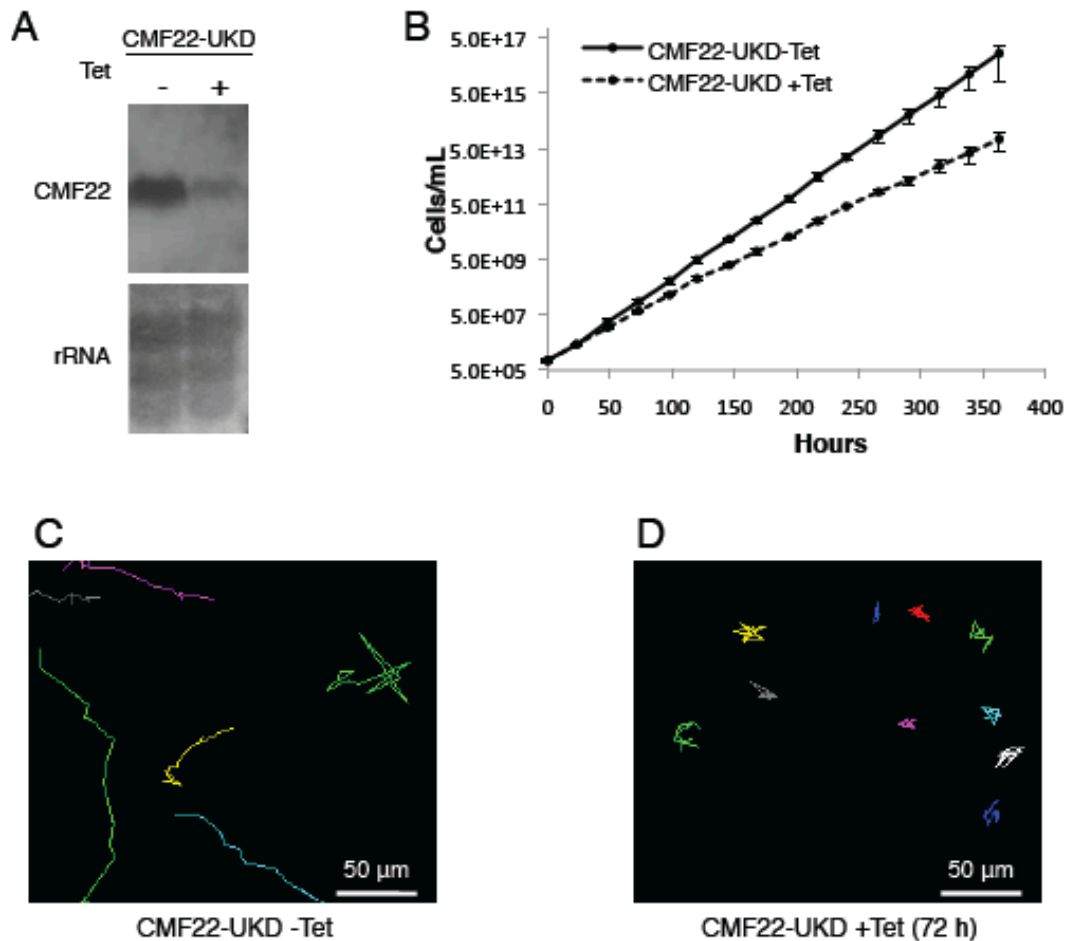 A
CMF22-UKD
Tet
- +
CMF22
rRNA
B
CMF22-UKD-Tet
CMF22-UKD +Tet
5.0E+17
5.0E+15
5.0E+13
5.0E+11
5.0E+09
5.0E+07
5.0E+05
Cells/mL
0 50 100 150 200 250 300 350 400
Hours
C
50 µm
CMF22-UKD -Tet
D
50 µm
CMF22-UKD +Tet (72 h)